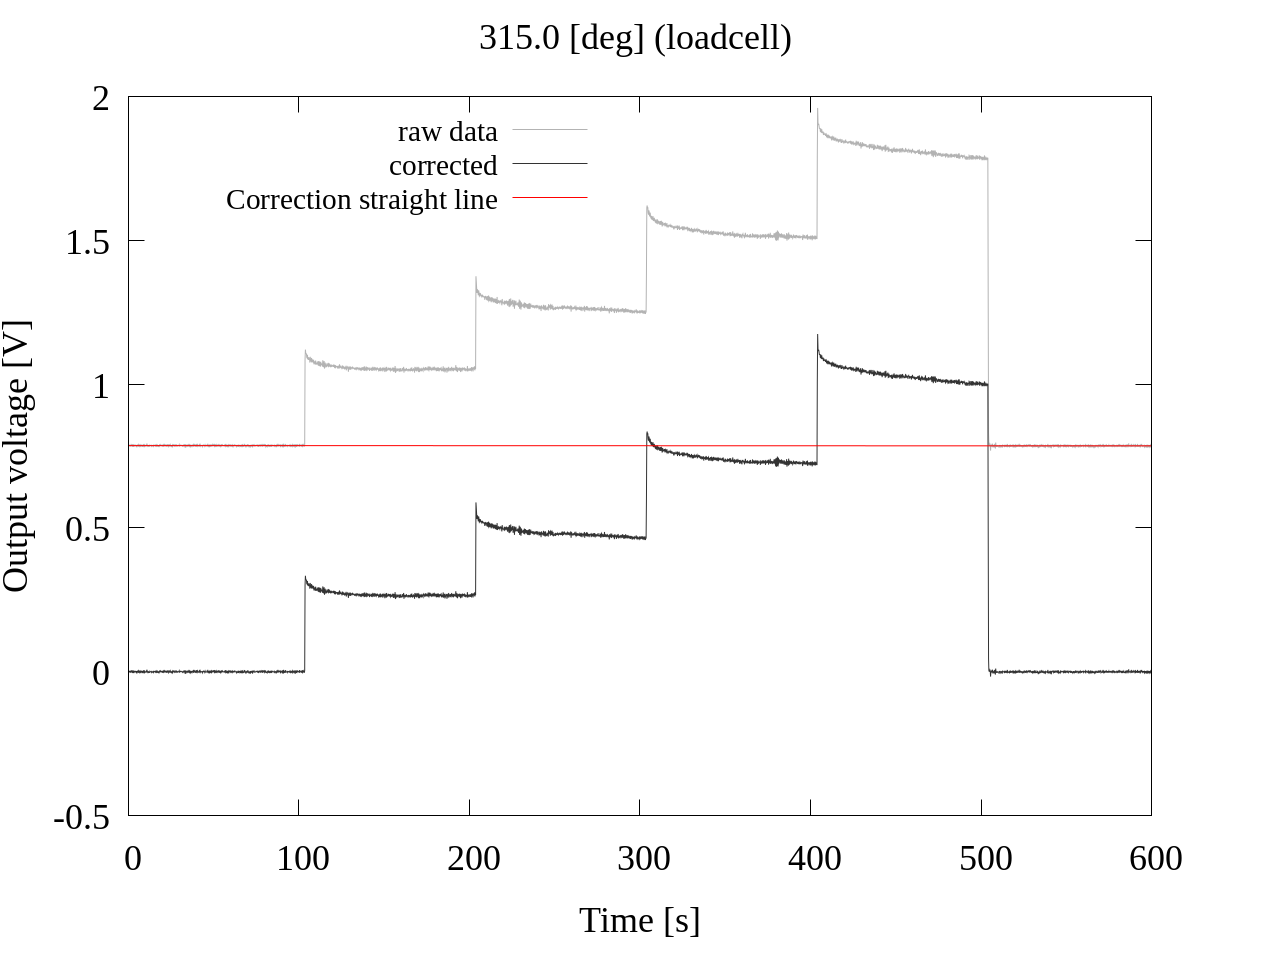 315.0 [deg] (loadcell)
raw data
corrected
Correction straight line
Output voltage [V]
2
1.5
1
0.5
0
-0.5
0 100 200 300 400 500 600
Time [s]